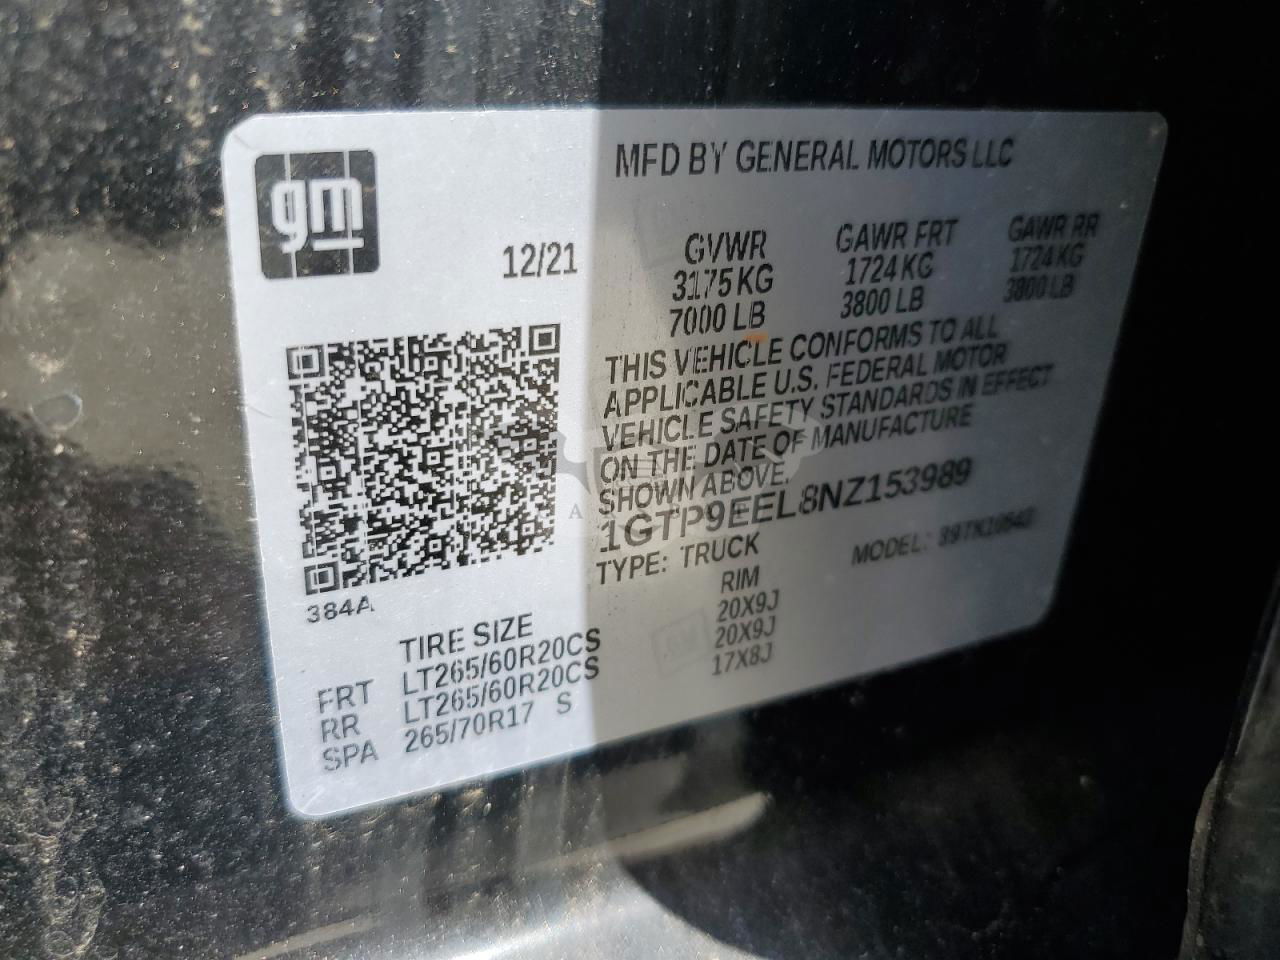 gm
MFD BY GENERAL MOTORS LLC
12/21
GVWR GAWR FRT GAWR RR
3175 KG 1724 KG 1724 KG
7000 LB 3800 LB 3800 LB
THIS VEHICLE CONFORMS TO ALL
APPLICABLE U.S. FEDERAL MOTOR
VEHICLE SAFETY STANDARDS IN EFFECT
ON THE DATE OF MANUFACTURE
SHOWN ABOVE.
1GTP9EEL8NZ153989
TYPE: TRUCK MODEL:
384A
TIRE SIZE RIM
FRT LT265/60R20CS 20X9J
RR LT265/60R20CS 20X9J
SPA 265/70R17 S 17X8J